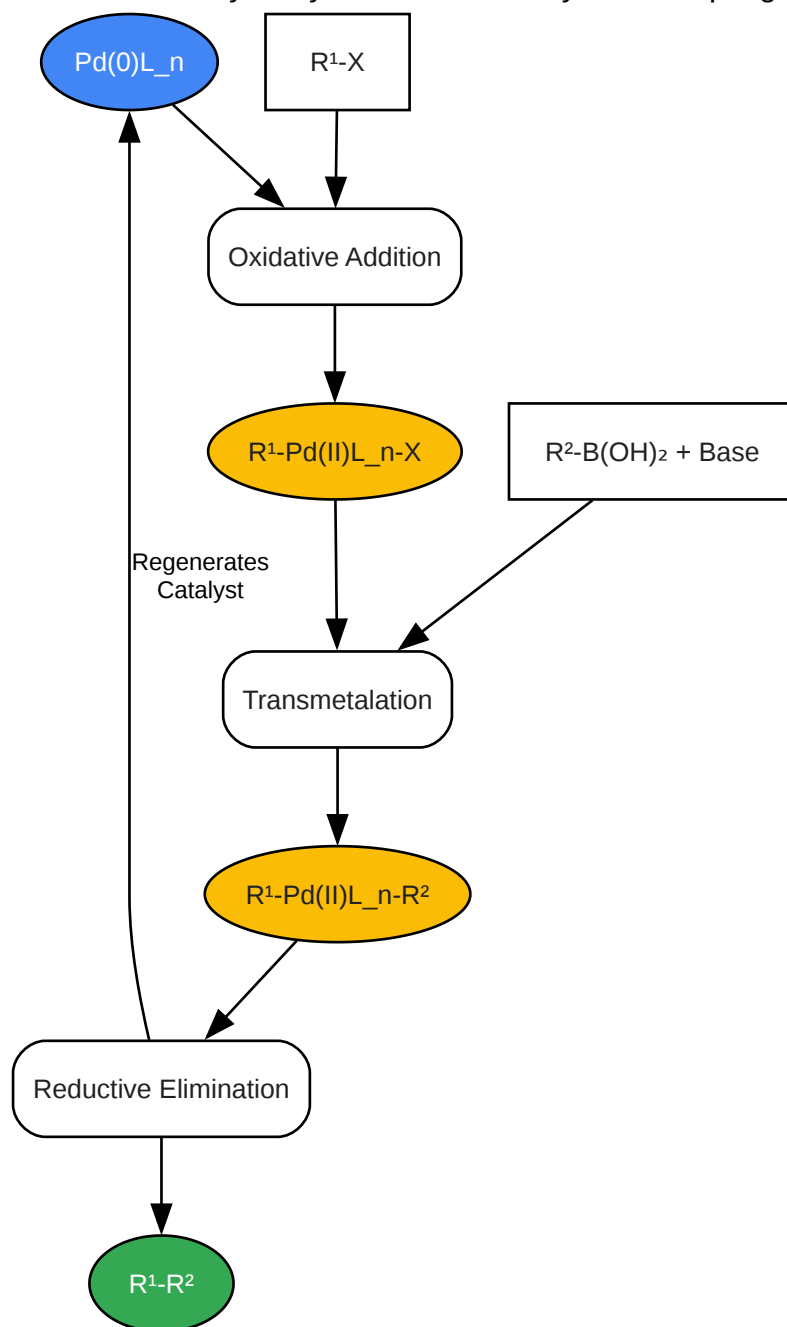 Pd(0)L_n
R¹-X
Oxidative Addition
R¹-Pd(II)L_n-X
R²-B(OH)₂ + Base
Regenerates
Catalyst
Transmetalation
R¹-Pd(II)L_n-R²
Reductive Elimination
R¹-R²